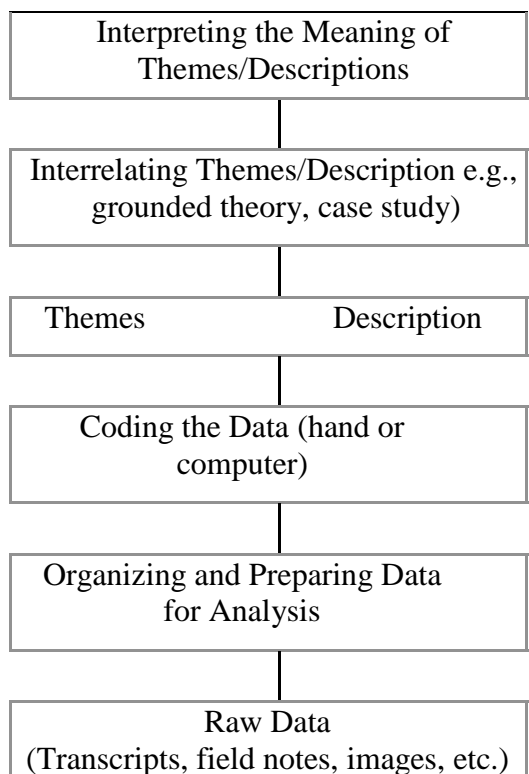 Interpreting the Meaning of
Themes/Descriptions
Interrelating Themes/Description e.g.,
grounded theory, case study)
Themes Description
Coding the Data (hand or
computer)
Organizing and Preparing Data
for Analysis
Raw Data
(Transcripts, field notes, images, etc.)